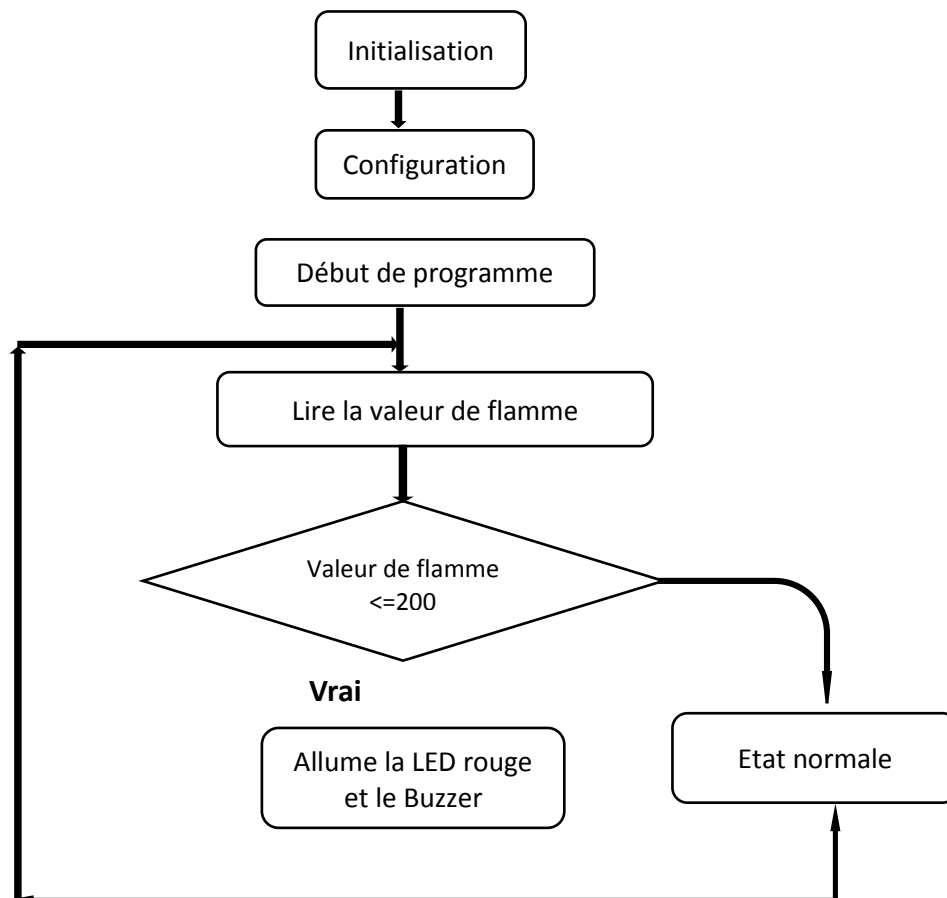 Initialisation
Configuration
Début de programme
Lire la valeur de flamme
Valeur de flamme
<=200
Vrai
Allume la LED rouge
et le Buzzer
Etat normale